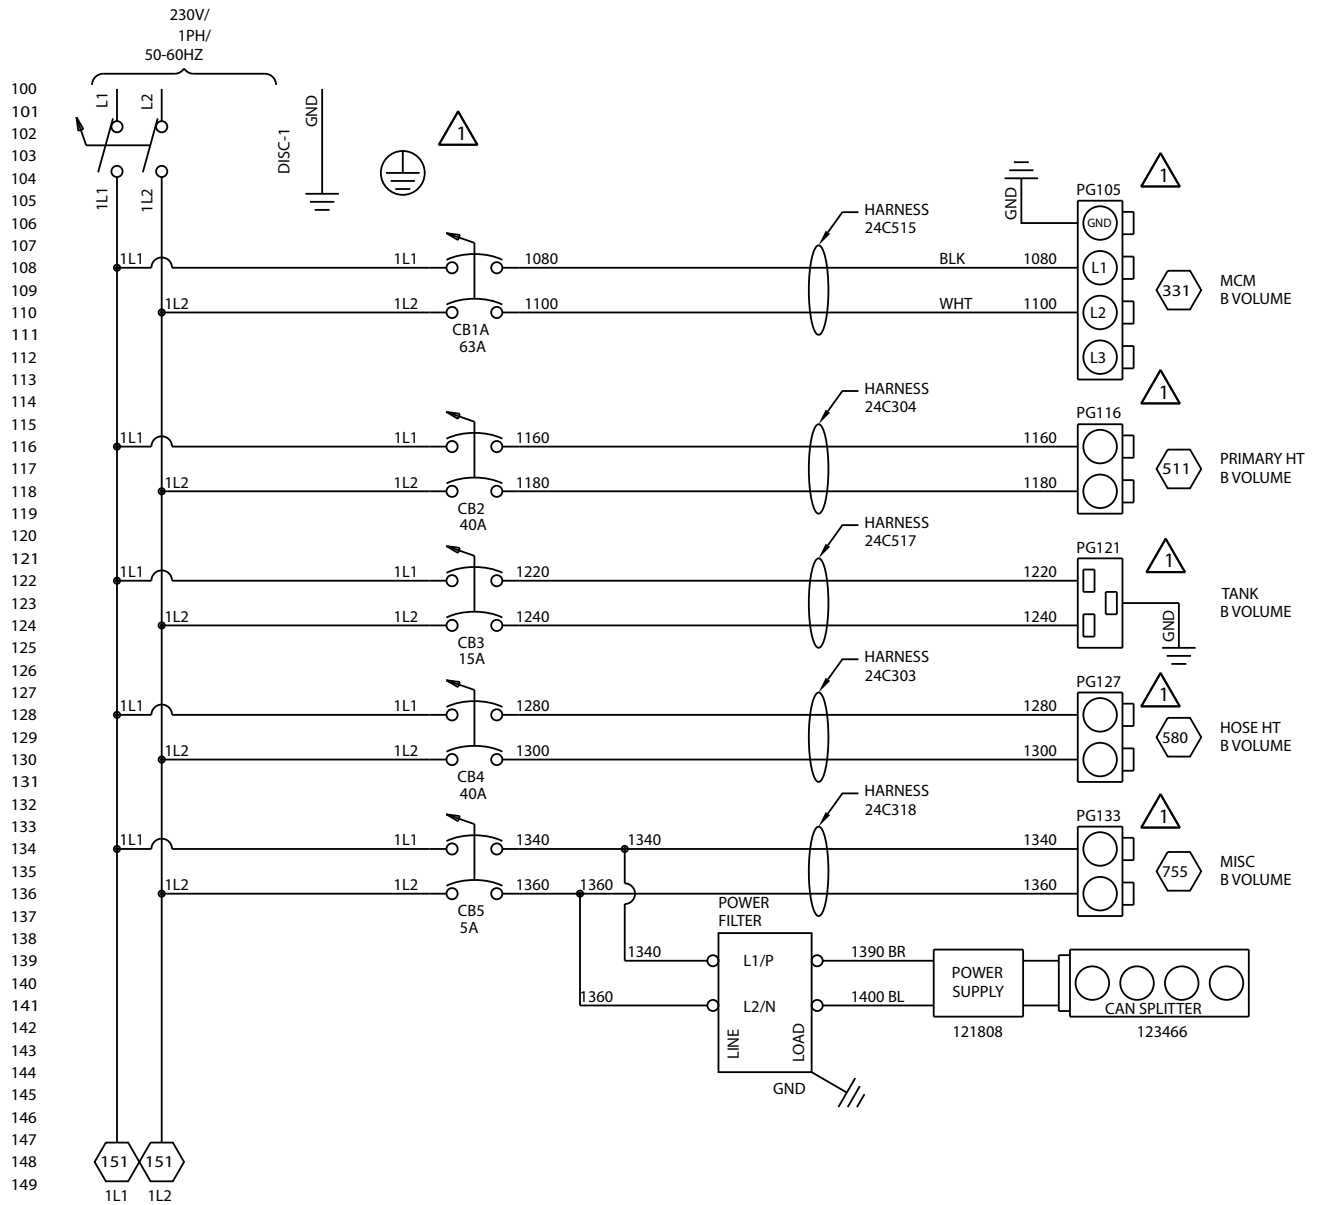 230V/
1PH/
50-60HZ
100
101
102
103
104
105
106
107
108
109
110
111
112
113
114
115
116
117
118
119
120
121
122
123
124
125
126
127
128
129
130
131
132
133
134
135
136
137
138
139
140
141
142
143
144
145
146
147
148
149
L1
L2
DISC-1
GND
1
1L1
1L2
GND
PG105
1
GND
HARNESS
24C515
1L1 1L1 1080 BLK 1080 L1
1L2 1L2 1100 WHT 1100 L2
L3
CB1A
63A
331
MCM
B VOLUME
HARNESS
24C304
PG116
1
1L1 1L1 1160 1160
1L2 1L2 1180 1180
CB2
40A
511
PRIMARY HT
B VOLUME
HARNESS
24C517
PG121
1
1L1 1L1 1220 1220
1L2 1L2 1240 1240
CB3
15A
GND
TANK
B VOLUME
HARNESS
24C303
PG127
1
1L1 1L1 1280 1280
1L2 1L2 1300 1300
CB4
40A
580
HOSE HT
B VOLUME
HARNESS
24C318
PG133
1
1L1 1L1 1340 1340 1340
1L2 1L2 1360 1360 1360
CB5
5A
755
MISC
B VOLUME
POWER
FILTER
1340 L1/P 1390 BR
1360 L2/N 1400 BL
LINE
LOAD
GND
POWER
SUPPLY
121808
CAN SPLITTER
123466
151 151
1L1 1L2